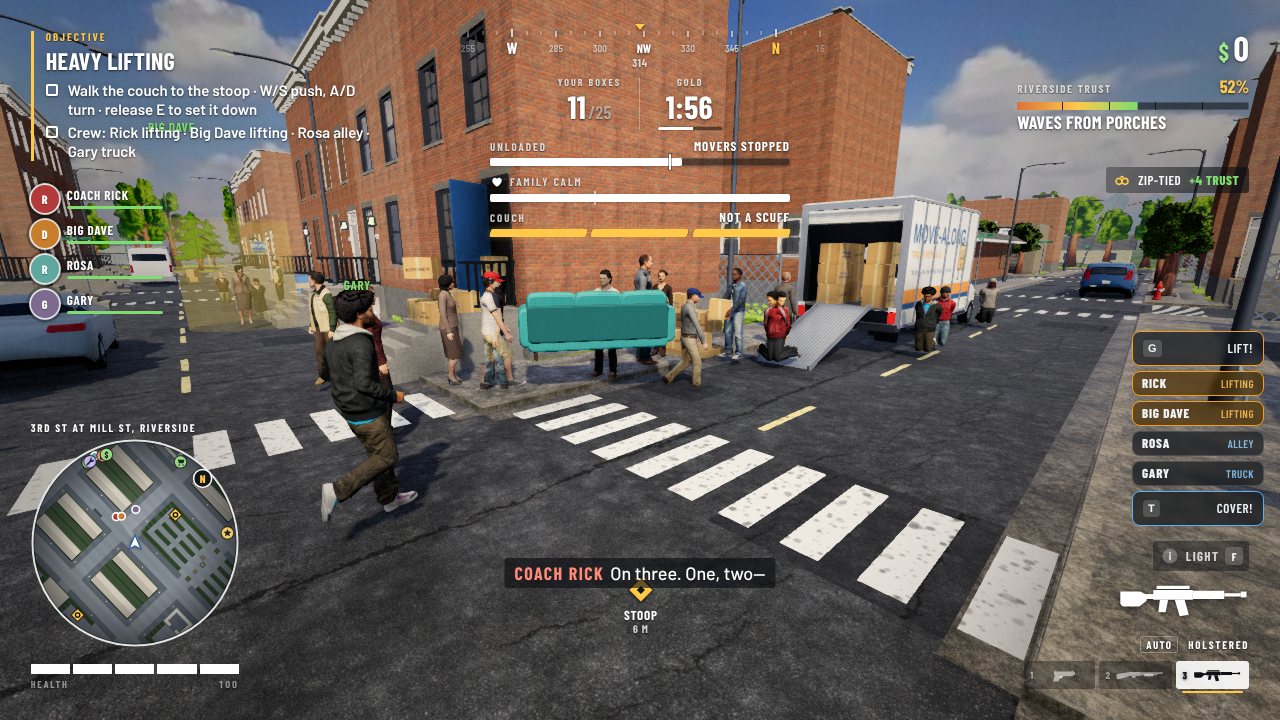 OBJECTIVE
HEAVY LIFTING
Walk the couch to the stoop · W/S push, A/D
turn · release E to set it down
BIG DAVE
Crew: Rick lifting · Big Dave lifting · Rosa alley ·
Gary truck
R COACH RICK
D BIG DAVE
R ROSA
G GARY
255 W 285 300 NW 330 345 N 15
314
YOUR BOXES GOLD
11/25 1:56
UNLOADED MOVERS STOPPED
FAMILY CALM
COUCH NOT A SCUFF
$0
RIVERSIDE TRUST 52%
WAVES FROM PORCHES
ZIP-TIED +4 TRUST
MOVE-ALONG
GARY
G LIFT!
RICK LIFTING
BIG DAVE LIFTING
ROSA ALLEY
GARY TRUCK
T COVER!
LIGHT F
3RD ST AT MILL ST, RIVERSIDE
N
$
COACH RICK On three. One, two—
STOOP
6 M
AUTO HOLSTERED
1 2 3
HEALTH 100